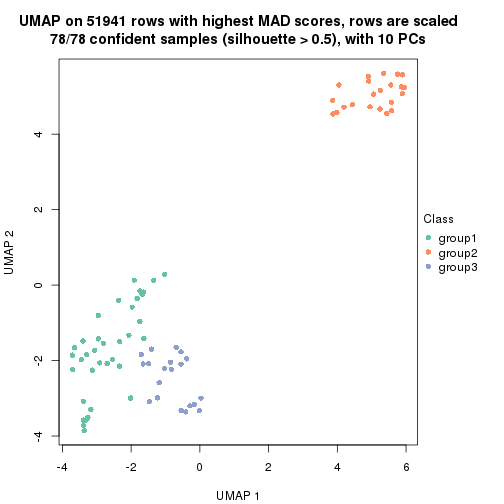 UMAP on 51941 rows with highest MAD scores, rows are scaled
78/78 confident samples (silhouette > 0.5), with 10 PCs
4
2
0
-2
-4
UMAP 2
-4
-2
0
2
4
6
UMAP 1
Class
group1
group2
group3